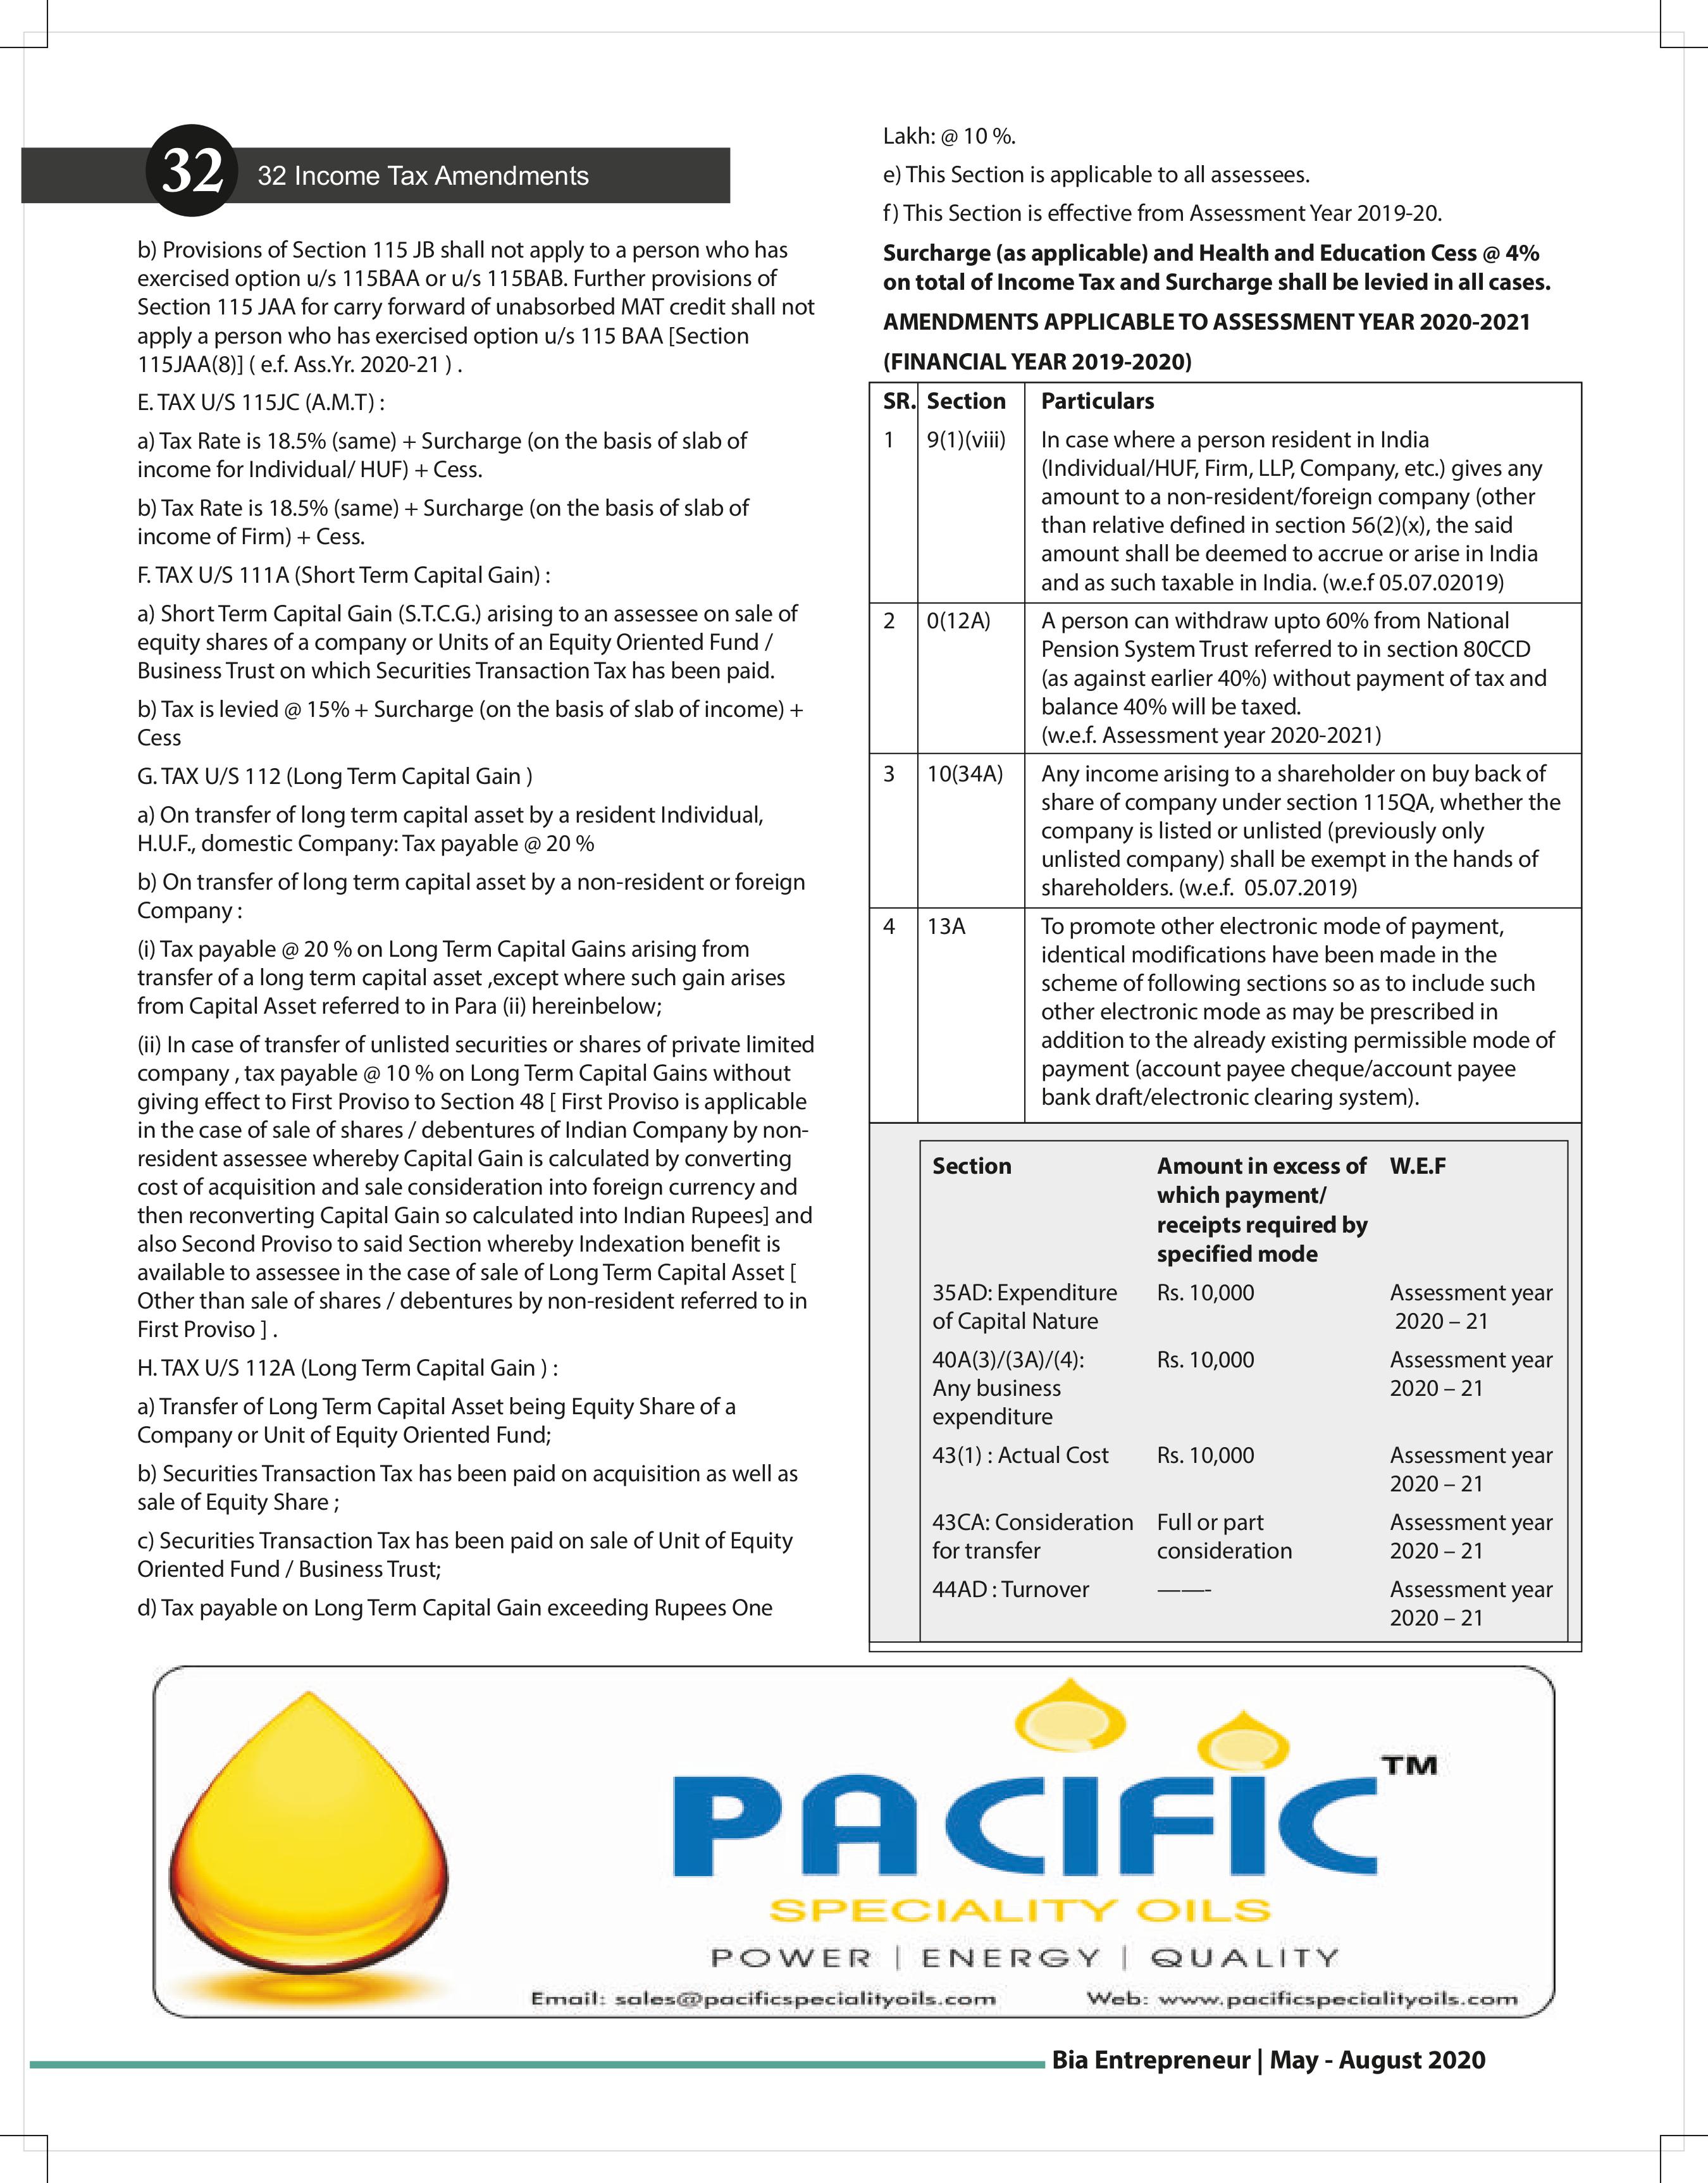 32
32 Income Tax Amendments
b) Provisions of Section 115 JB shall not apply to a person who has
exercised option u/s 115BAA or u/s 115BAB. Further provisions of
Section 115 JAA for carry forward of unabsorbed MAT credit shall not
apply a person who has exercised option u/s 115 BAA [Section
115JAA(8)] ( e.f. Ass.Yr. 2020-21 ) .
E. TAX U/S 115JC (A.M.T) :
a) Tax Rate is 18.5% (same) + Surcharge (on the basis of slab of
income for Individual/ HUF) + Cess.
b) Tax Rate is 18.5% (same) + Surcharge (on the basis of slab of
income of Firm) + Cess.
F. TAX U/S 111A (Short Term Capital Gain) :
a) Short Term Capital Gain (S.T.C.G.) arising to an assessee on sale of
equity shares of a company or Units of an Equity Oriented Fund /
Business Trust on which Securities Transaction Tax has been paid.
b) Tax is levied @ 15% + Surcharge (on the basis of slab of income) +
Cess
G. TAX U/S 112 (Long Term Capital Gain )
a) On transfer of long term capital asset by a resident Individual,
H.U.F., domestic Company: Tax payable @ 20 %
b) On transfer of long term capital asset by a non-resident or foreign
Company :
(i) Tax payable @ 20 % on Long Term Capital Gains arising from
transfer of a long term capital asset ,except where such gain arises
from Capital Asset referred to in Para (ii) hereinbelow;
(ii) In case of transfer of unlisted securities or shares of private limited
company , tax payable @ 10 % on Long Term Capital Gains without
giving effect to First Proviso to Section 48 [ First Proviso is applicable
in the case of sale of shares / debentures of Indian Company by non-
resident assessee whereby Capital Gain is calculated by converting
cost of acquisition and sale consideration into foreign currency and
then reconverting Capital Gain so calculated into Indian Rupees] and
also Second Proviso to said Section whereby Indexation benefit is
available to assessee in the case of sale of Long Term Capital Asset [
Other than sale of shares / debentures by non-resident referred to in
First Proviso ] .
H. TAX U/S 112A (Long Term Capital Gain ) :
a) Transfer of Long Term Capital Asset being Equity Share of a
Company or Unit of Equity Oriented Fund;
b) Securities Transaction Tax has been paid on acquisition as well as
sale of Equity Share ;
c) Securities Transaction Tax has been paid on sale of Unit of Equity
Oriented Fund / Business Trust;
d) Tax payable on Long Term Capital Gain exceeding Rupees One
Lakh: @ 10 %.
e) This Section is applicable to all assessees.
f) This Section is effective from Assessment Year 2019-20.
Surcharge (as applicable) and Health and Education Cess @ 4%
on total of Income Tax and Surcharge shall be levied in all cases.
AMENDMENTS APPLICABLE TO ASSESSMENT YEAR 2020-2021
(FINANCIAL YEAR 2019-2020)
SR. Section Particulars
1 9(1)(viii) In case where a person resident in India
(Individual/HUF, Firm, LLP, Company, etc.) gives any
amount to a non-resident/foreign company (other
than relative defined in section 56(2)(x), the said
amount shall be deemed to accrue or arise in India
and as such taxable in India. (w.e.f 05.07.02019)
2 0(12A) A person can withdraw upto 60% from National
Pension System Trust referred to in section 80CCD
(as against earlier 40%) without payment of tax and
balance 40% will be taxed.
(w.e.f. Assessment year 2020-2021)
3 10(34A) Any income arising to a shareholder on buy back of
share of company under section 115QA, whether the
company is listed or unlisted (previously only
unlisted company) shall be exempt in the hands of
shareholders. (w.e.f. 05.07.2019)
4 13A To promote other electronic mode of payment,
identical modifications have been made in the
scheme of following sections so as to include such
other electronic mode as may be prescribed in
addition to the already existing permissible mode of
payment (account payee cheque/account payee
bank draft/electronic clearing system).
Section Amount in excess of W.E.F
which payment/
receipts required by
specified mode
35AD: Expenditure Rs. 10,000 Assessment year
of Capital Nature 2020 – 21
40A(3)/(3A)/(4): Rs. 10,000 Assessment year
Any business 2020 – 21
expenditure
43(1) : Actual Cost Rs. 10,000 Assessment year
2020 – 21
43CA: Consideration Full or part Assessment year
for transfer consideration 2020 – 21
44AD : Turnover ——- Assessment year
2020 – 21
PACIFIC TM
SPECIALITY OILS
POWER | ENERGY | QUALITY
Email: sales@pacificspecialityoils.com Web: www.pacificspecialityoils.com
Bia Entrepreneur | May - August 2020